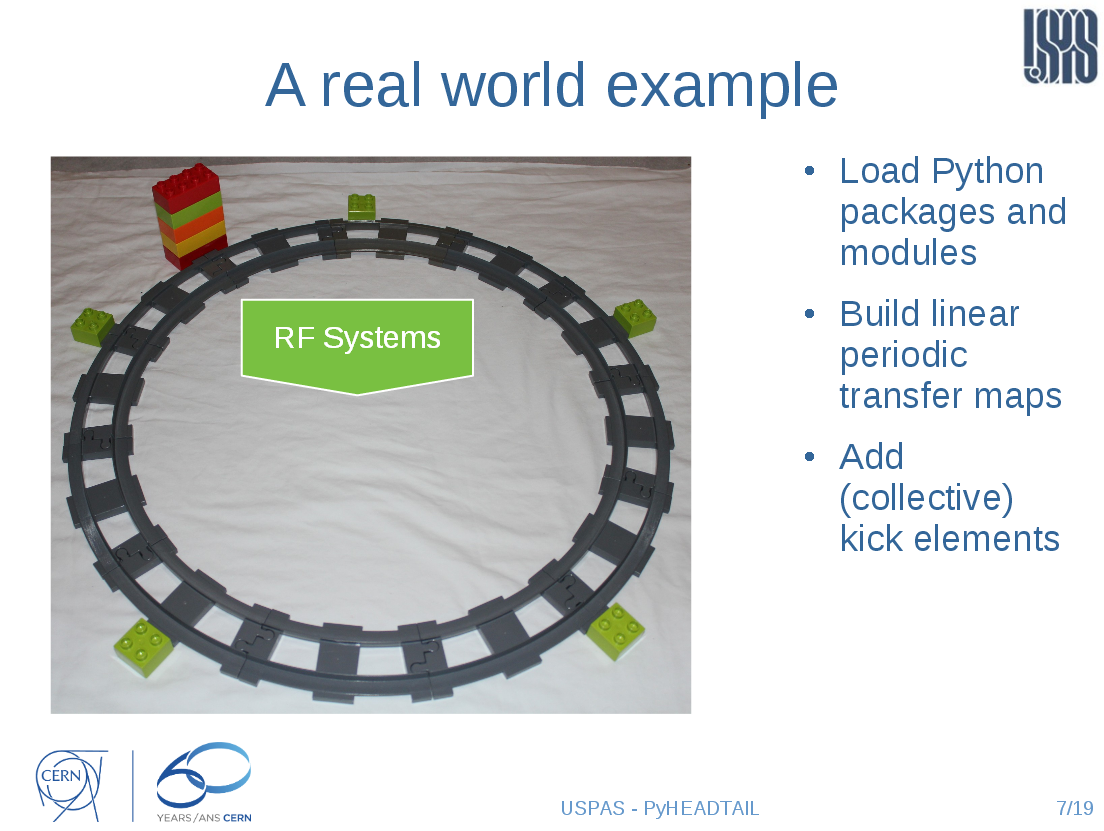 A real world example
RF Systems
• Load Python
packages and
modules
• Build linear
periodic
transfer maps
• Add
(collective)
kick elements
CERN
60
YEARS/ANS CERN
USPAS - PyHEADTAIL
7/19